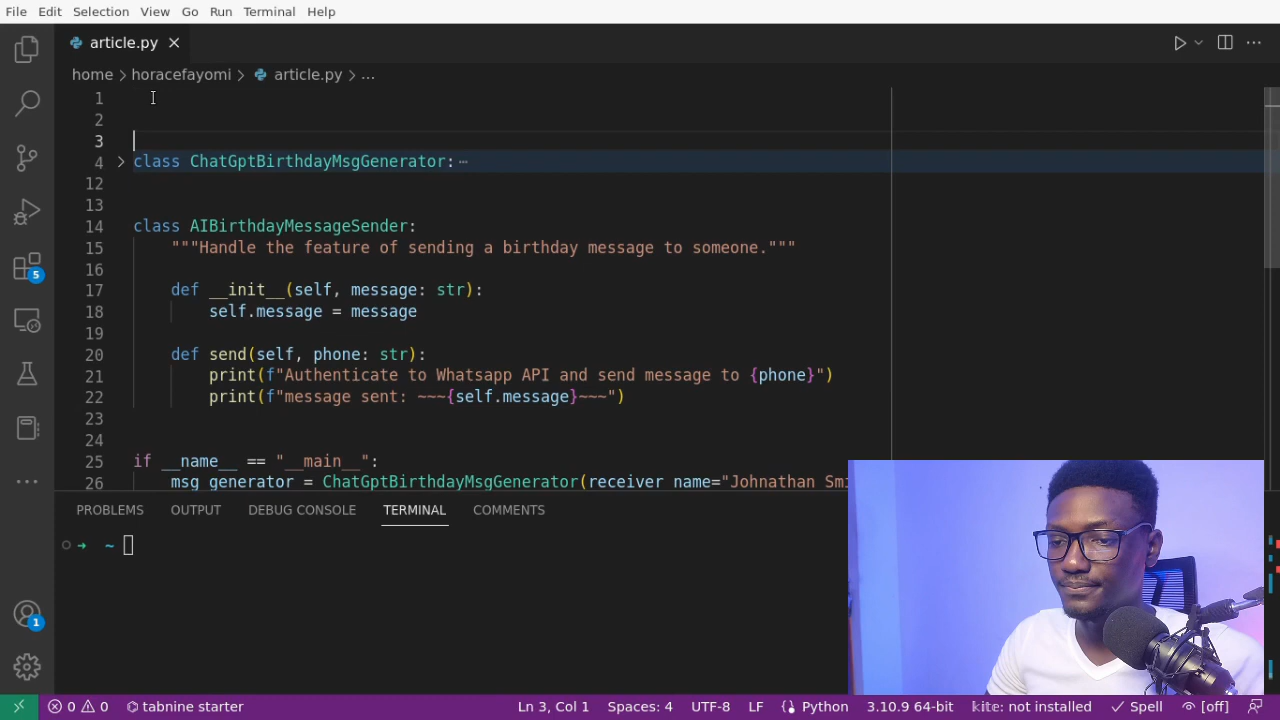 File Edit Selection View Go Run Terminal Help
article.py
home > horacefayomi > article.py > ...
1
2
3
4 class ChatGptBirthdayMsgGenerator:
12
13
14 class AIBirthdayMessageSender:
15 """Handle the feature of sending a birthday message to someone."""
16
17 def __init__(self, message: str):
18 self.message = message
19
20 def send(self, phone: str):
21 print(f"Authenticate to Whatsapp API and send message to {phone}")
22 print(f"message sent: ~~~{self.message}~~~")
23
24
25 if __name__ == "__main__":
26 msg_generator = ChatGptBirthdayMsgGenerator(receiver_name="Johnathan Smi
5
PROBLEMS OUTPUT DEBUG CONSOLE TERMINAL COMMENTS
→ ~
1
0 0 tabnine starter Ln 3, Col 1 Spaces: 4 UTF-8 LF Python 3.10.9 64-bit kite: not installed Spell [off]